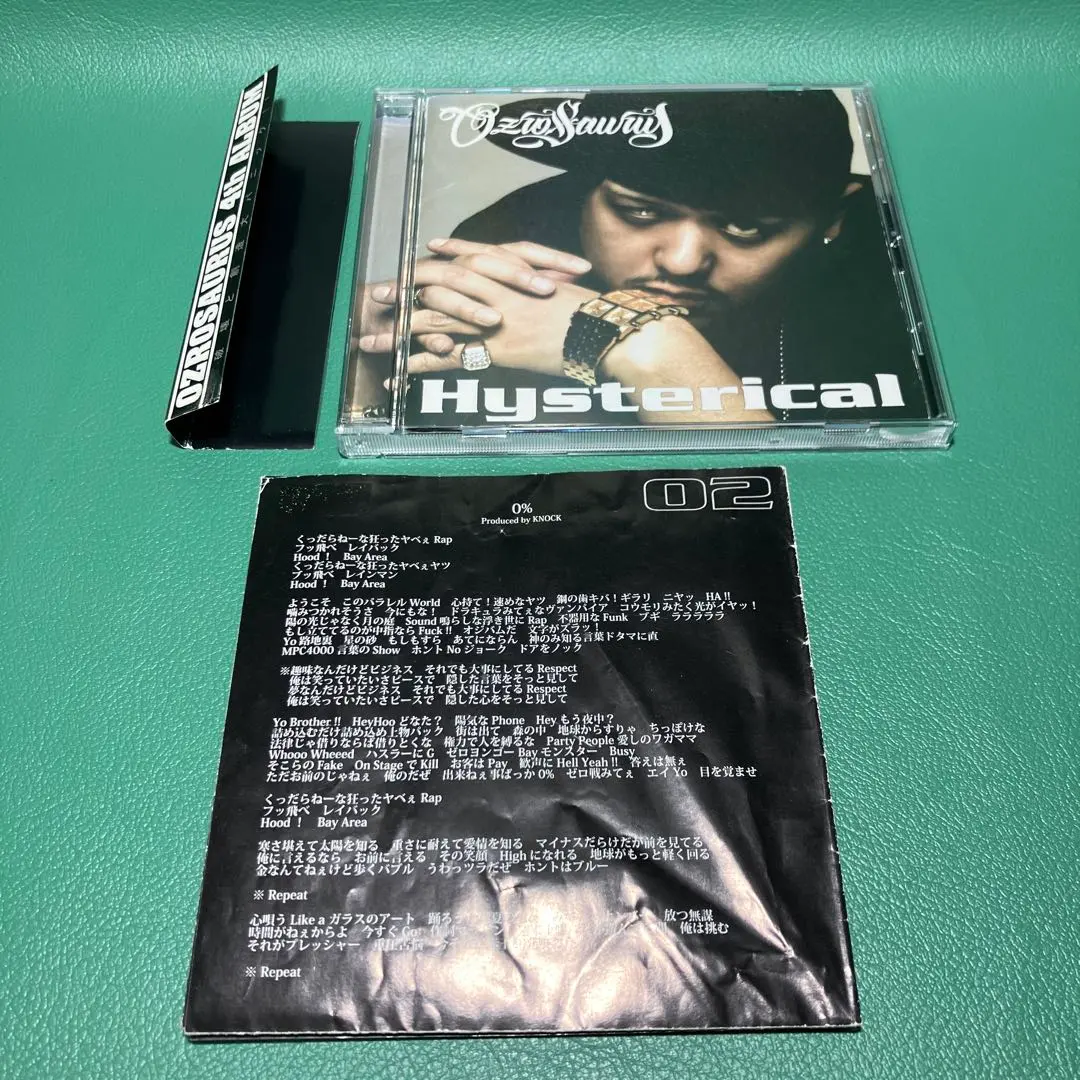 OZROSAURUS 4th ALBUM
OzroSaurus
Hysterical
02
0%
Produced by KNOCK
くっだらねーな狂ったヤベぇ Rap
フッ飛べ　レイバック
Hood !　Bay Area
くっだらねーな狂ったヤベぇヤツ
ブッ飛べ　レインマン
Hood !　Bay Area
ようこそ　このパラレル World　心持て！速めなヤツ　鋼の歯キバ！ギラリ　ニヤッ　HA !!
噛みつかれそうさ　今にもな！　ドラキュラみてぇなヴァンパイア　コウモリみたく光がイヤッ！
陽の光じゃなく月の庭　Sound 鳴らしな浮き世に Rap　不器用な Funk　ブギ　ラララララ
もし立ててるのが中指なら Fuck !!　オジバムだ　文字がズラッ！
Yo 路地裏　星の砂　もしもすら　あてにならん　神のみ知る言葉ドタマに直
MPC4000 言葉の Show　ホント No ジョーク　ドアをノック
※趣味なんだけどビジネス　それでも大事にしてる Respect
俺は笑っていたいさピースで　隠した言葉をそっと見して
夢なんだけどビジネス　それでも大事にしてる Respect
俺は笑っていたいさピースで　隠した心をそっと見して
Yo Brother !!　HeyHoo どなた？　陽気な Phone　Hey もう夜中？
詰め込むだけ詰め込め上物パック　街は出て　森の中　地球からすりゃ　ちっぽけな
法律じゃ借りならば借りとくな　権力で人を縛るな　Party People 愛しのワガママ
Whooo Wheeed　ハスラーに G　ゼロヨンゴー Bay モンスター　Busy
そこらの Fake　On Stage で Kill　お客は Pay　歓声に Hell Yeah !!　答えは無ぇ
ただお前のじゃねぇ　俺のだぜ　出来ねぇ事ばっか 0%　ゼロ戦みてぇ　エイ Yo　目を覚ませ
くっだらねーな狂ったヤベぇ Rap
フッ飛べ　レイバック
Hood !　Bay Area
寒さ堪えて太陽を知る　重さに耐えて愛情を知る　マイナスだらけだが前を見てる
俺に言えるなら　お前に言える　その笑顔　High になれる　地球がもっと軽く回る
金なんてねぇけど歩くバブル　うわっツラだぜ　ホントはブルー
※ Repeat
心唄う Like a ガラスのアート　踊ろう　放つ無謀
時間がねぇからよ　今すぐ Go　俺は挑む
それがプレッシャー
※ Repeat